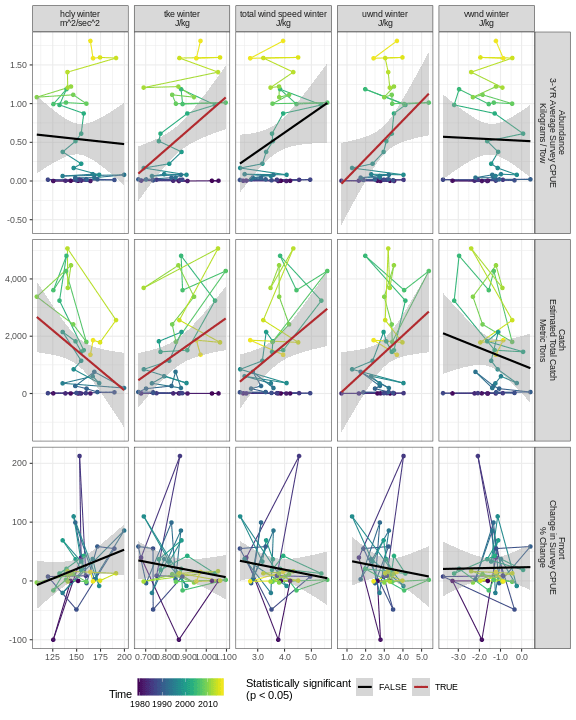 hcly winter
m^2/sec^2
tke winter
J/kg
total wind speed winter
J/kg
uwnd winter
J/kg
vwnd winter
J/kg
1.50
1.00
0.50
0.00
-0.50
Abundance
3-YR Average Survey CPUE
Kilograms / Tow
4,000
2,000
0
Catch
Estimated Total Catch
Metric Tons
200
100
0
-100
Fmort
Change in Survey CPUE
% Change
125 150 175 200
0.700 0.800 0.900 1.000 1.100
3.0 4.0 5.0
1.0 2.0 3.0 4.0 5.0
-3.0 -2.0 -1.0 0.0
Time
1980 1990 2000 2010
Statistically significant
(p < 0.05)
FALSE
TRUE